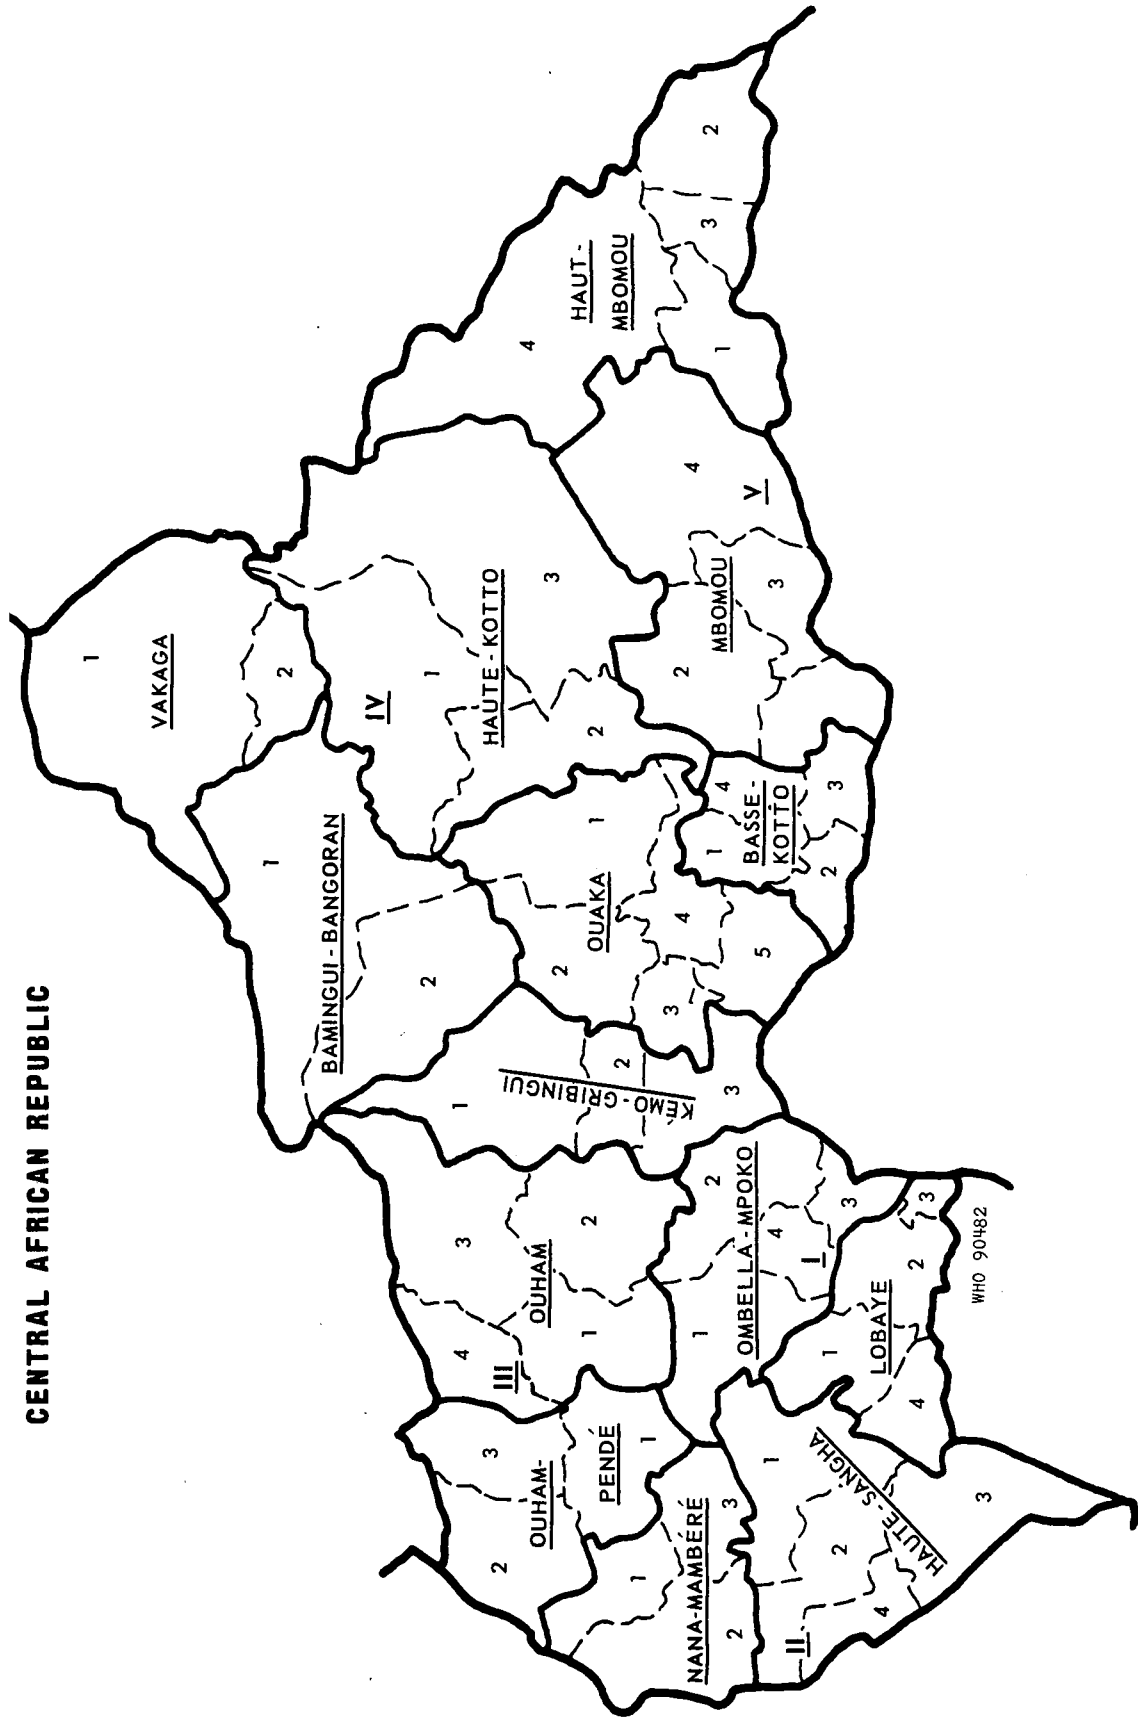 CENTRAL AFRICAN REPUBLIC
1
VAKAGA
2
1
BAMINGUI-BANGORAN
2
IV
1
HAUTE-KOTTO
3
2
4
HAUT-
MBOMOU
1
3
2
3
4
III
OUHAM
2
1
3
2
OUHAM-
PENDÉ
1
1
KÉMO-GRIBINGUI
2
3
2
1
OUAKA
3
4
5
2
MBOMOU
4
3
V
1
4
BASSE-
KOTTO
2
3
1
NANA-MAMBÉRÉ
3
2
1
2
OMBELLA-MPOKO
4
I
3
II
1
2
4
HAUTE-SANGHA
3
1
LOBAYE
2
3
4
WHO 90482